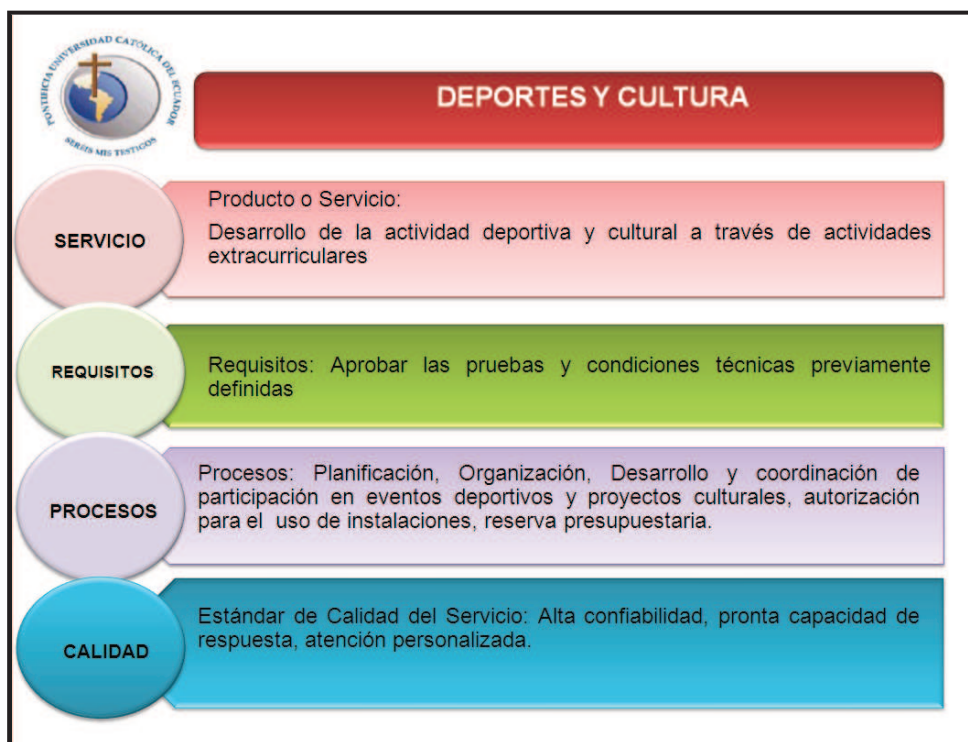 PONTIFICIA UNIVERSIDAD CATÓLICA DEL ECUADOR
SERÉIS MIS TESTIGOS
DEPORTES Y CULTURA
SERVICIO
Producto o Servicio:
Desarrollo de la actividad deportiva y cultural a través de actividades
extracurriculares
REQUISITOS
Requisitos: Aprobar las pruebas y condiciones técnicas previamente
definidas
PROCESOS
Procesos: Planificación, Organización, Desarrollo y coordinación de
participación en eventos deportivos y proyectos culturales, autorización
para el uso de instalaciones, reserva presupuestaria.
CALIDAD
Estándar de Calidad del Servicio: Alta confiabilidad, pronta capacidad de
respuesta, atención personalizada.